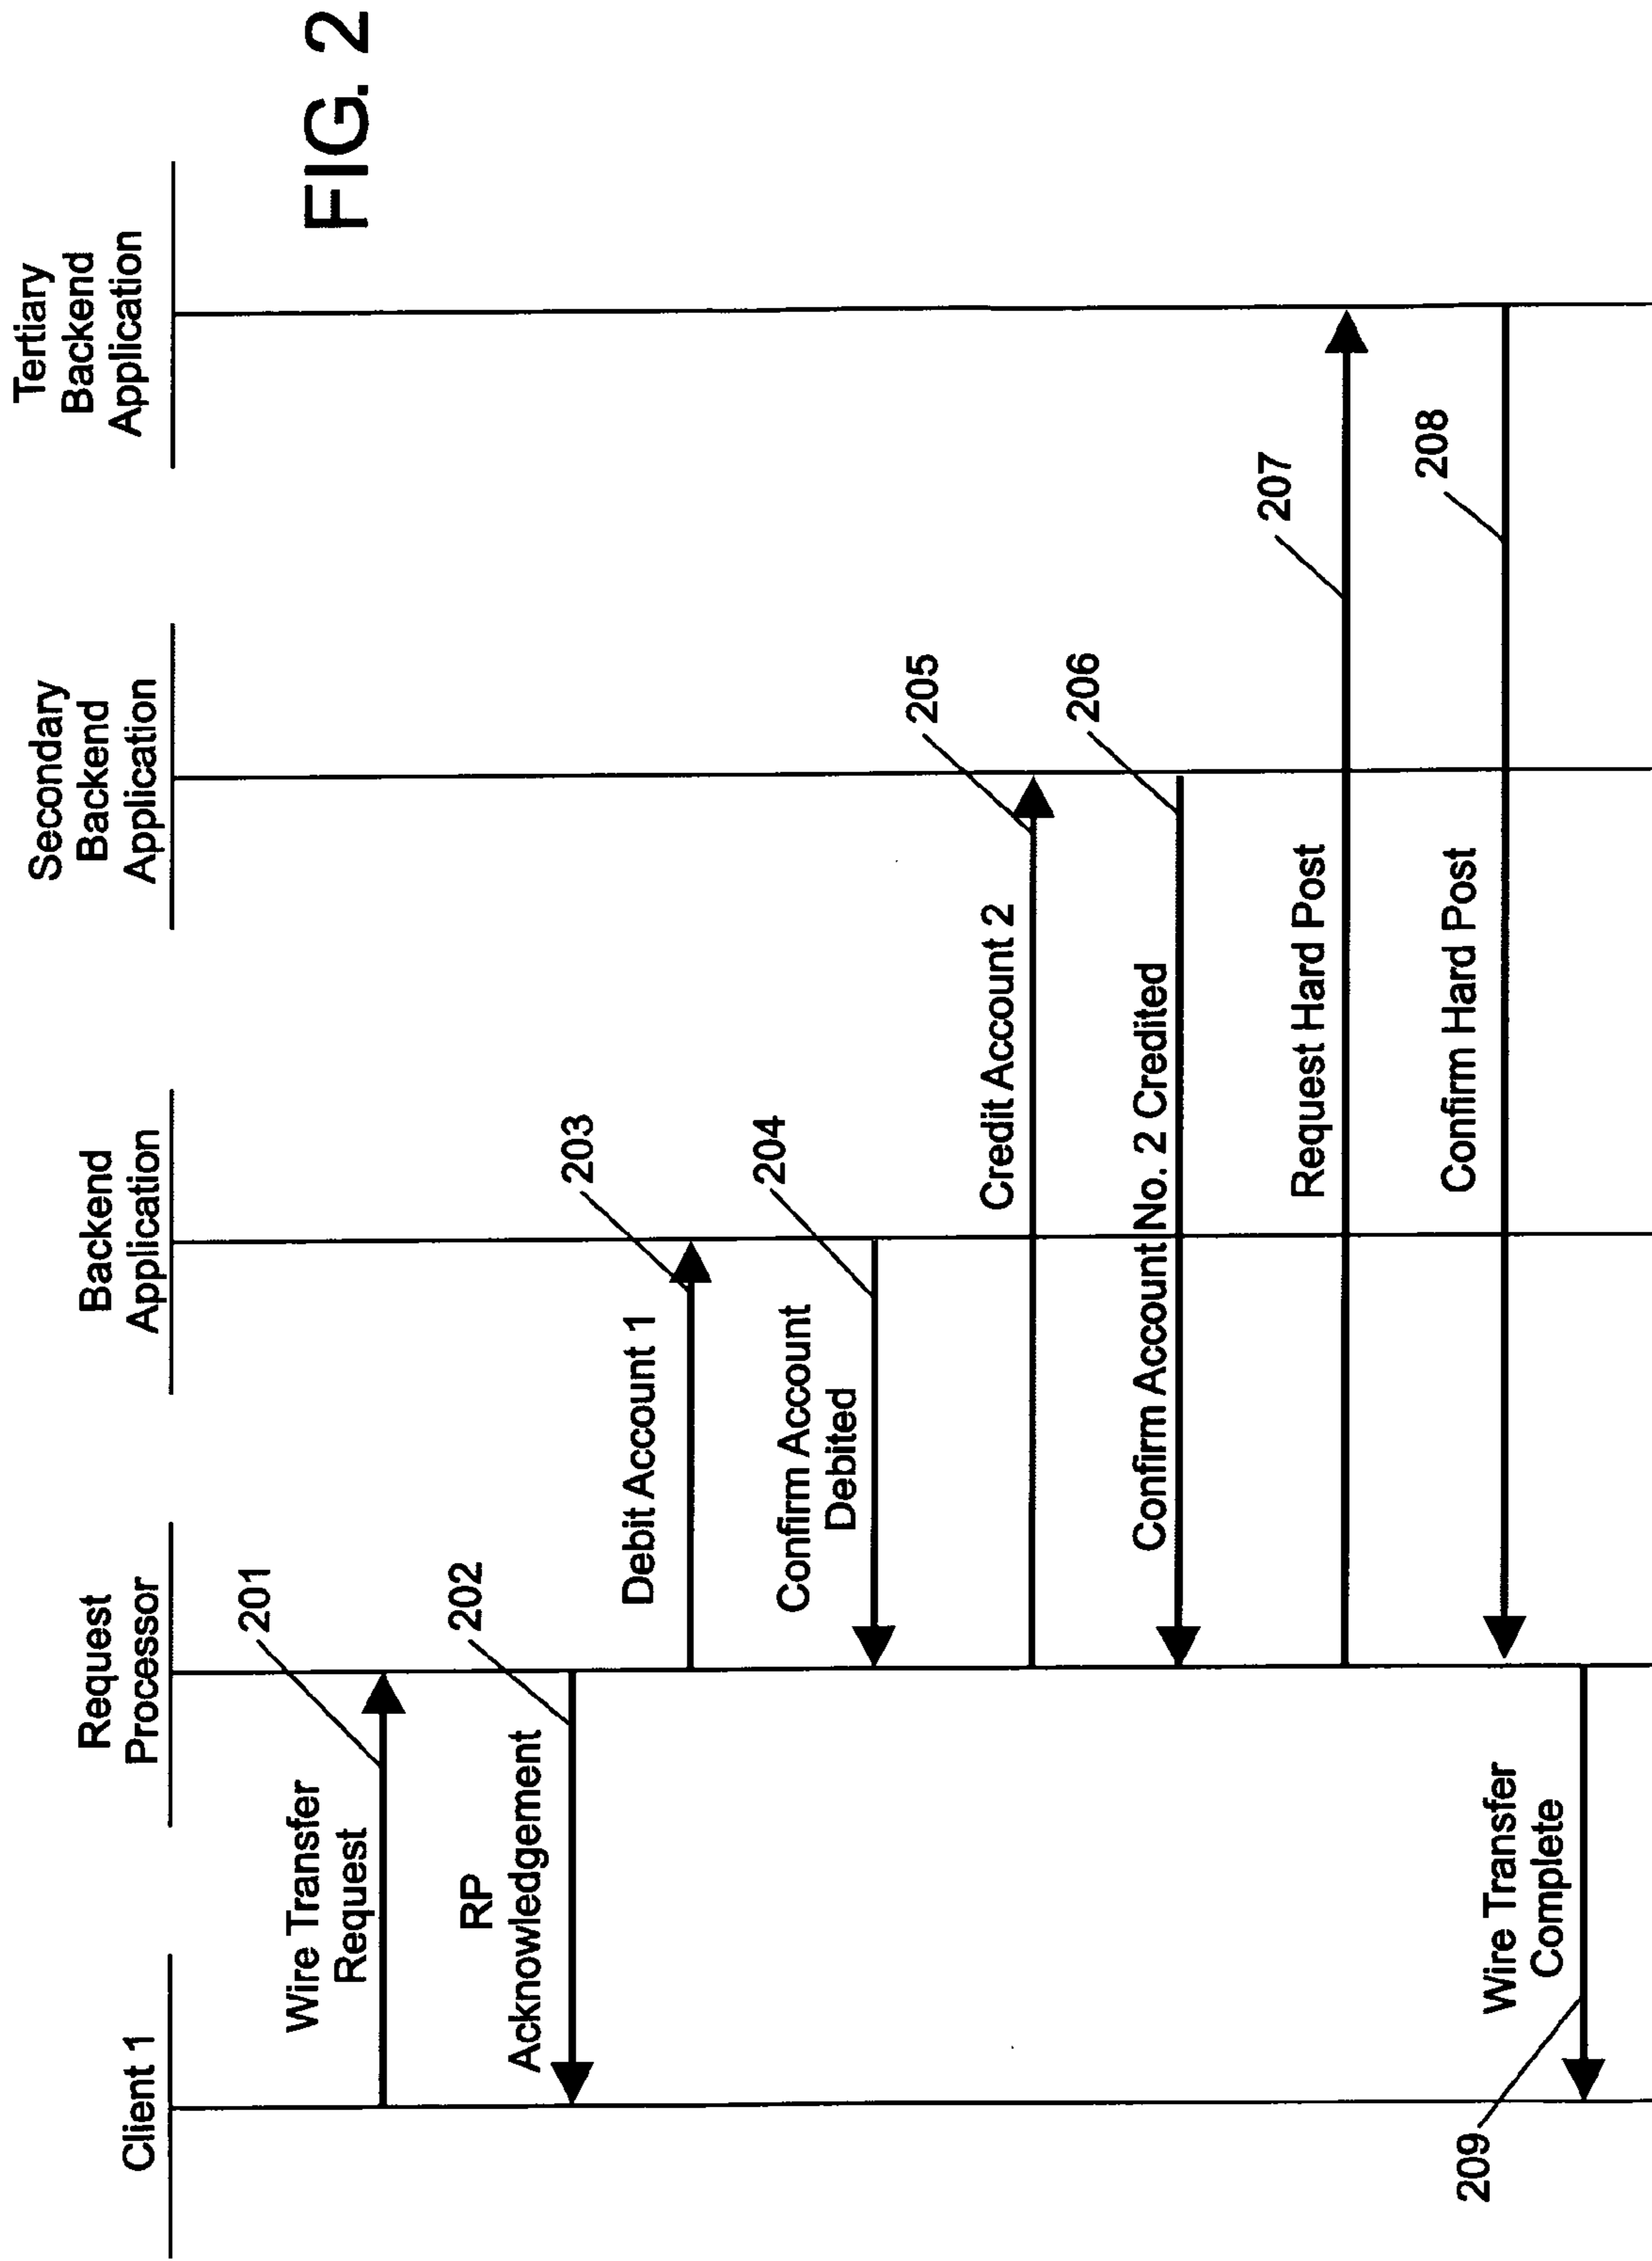 Client 1
Request
Processor
Backend
Application
Secondary
Backend
Application
Tertiary
Backend
Application
FIG. 2
Wire Transfer
Request
201
RP
Acknowledgement
202
Debit Account 1
203
Confirm Account
Debited
204
Credit Account 2
205
Confirm Account No. 2 Credited
206
Request Hard Post
207
Confirm Hard Post
208
Wire Transfer
Complete
209